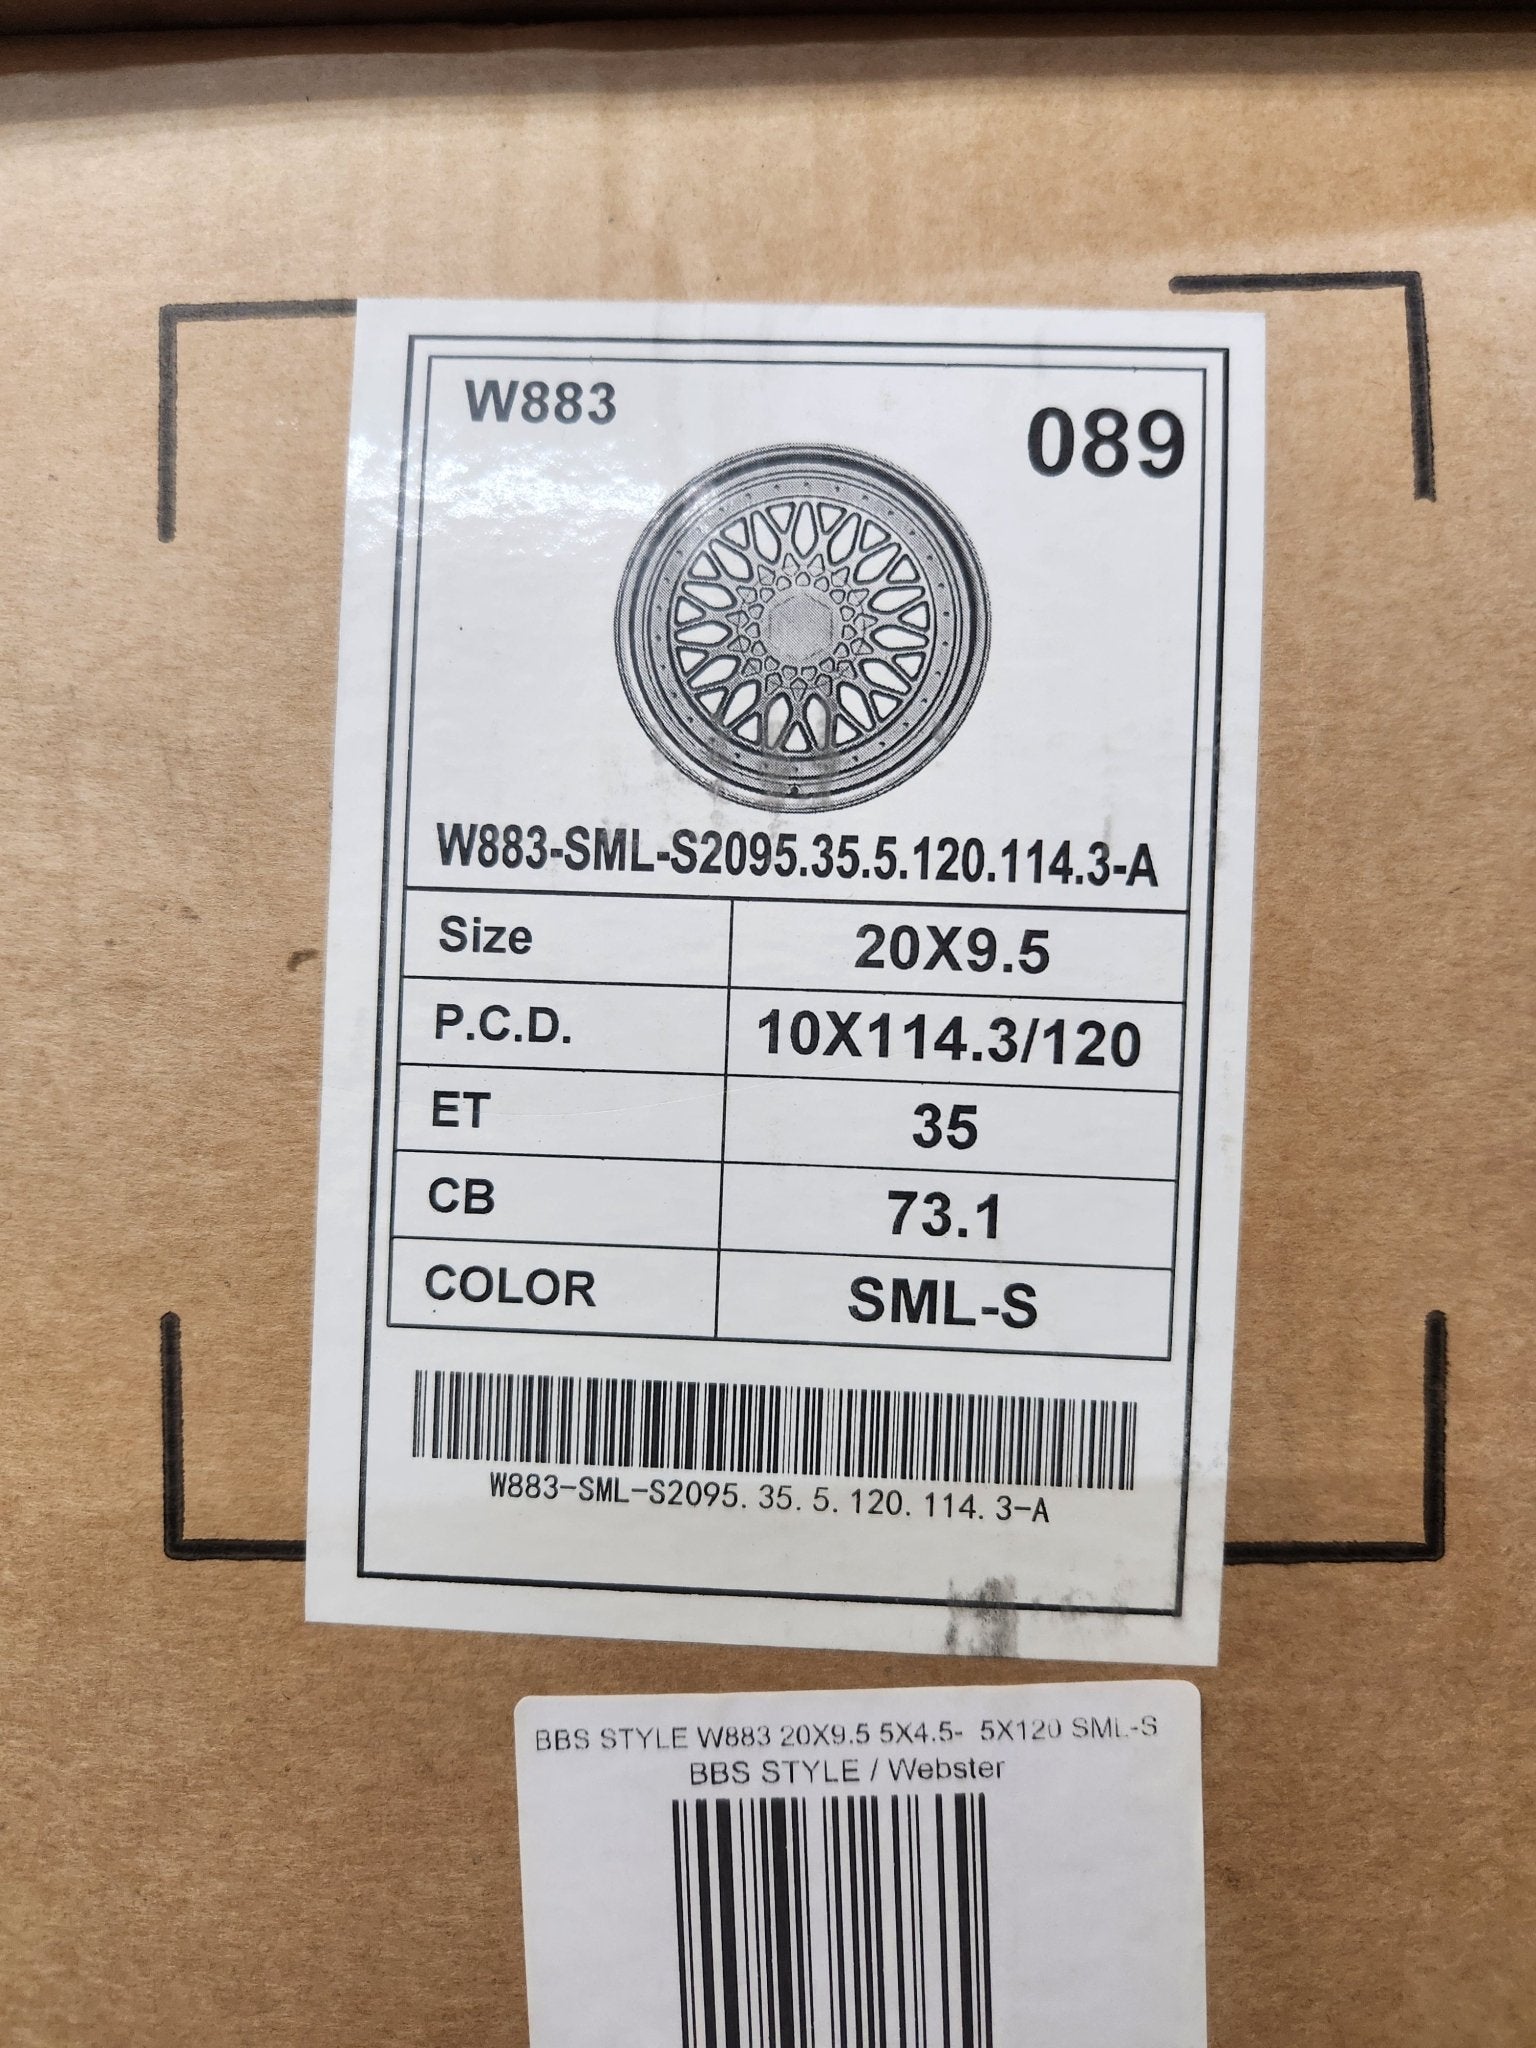 W883
089
W883-SML-S2095.35.5.120.114.3-A
Size 20X9.5
P.C.D. 10X114.3/120
ET 35
CB 73.1
COLOR SML-S
W883-SML-S2095.35.5.120.114.3-A
BBS STYLE W883 20X9.5 5X4.5- 5X120 SML-S
BBS STYLE / Webster